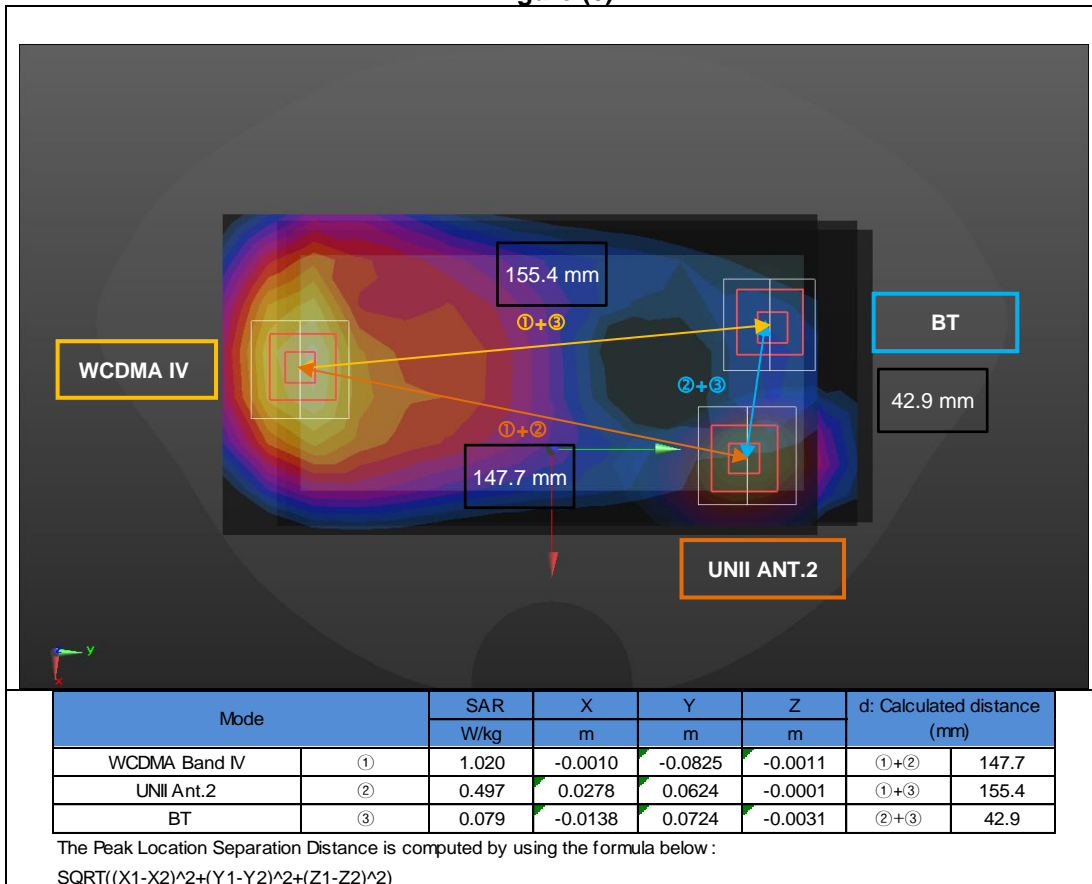 155.4 mm
①+③
BT
WCDMA IV
②+③
42.9 mm
①+②
147.7 mm
UNII ANT.2
y
x
Mode SAR X Y Z d: Calculated distance (mm)
W/kg m m m
WCDMA Band IV ① 1.020 -0.0010 -0.0825 -0.0011 ①+② 147.7
UNII Ant.2 ② 0.497 0.0278 0.0624 -0.0001 ①+③ 155.4
BT ③ 0.079 -0.0138 0.0724 -0.0031 ②+③ 42.9
The Peak Location Separation Distance is computed by using the formula below :
SQRT((X1-X2)^2+(Y1-Y2)^2+(Z1-Z2)^2)